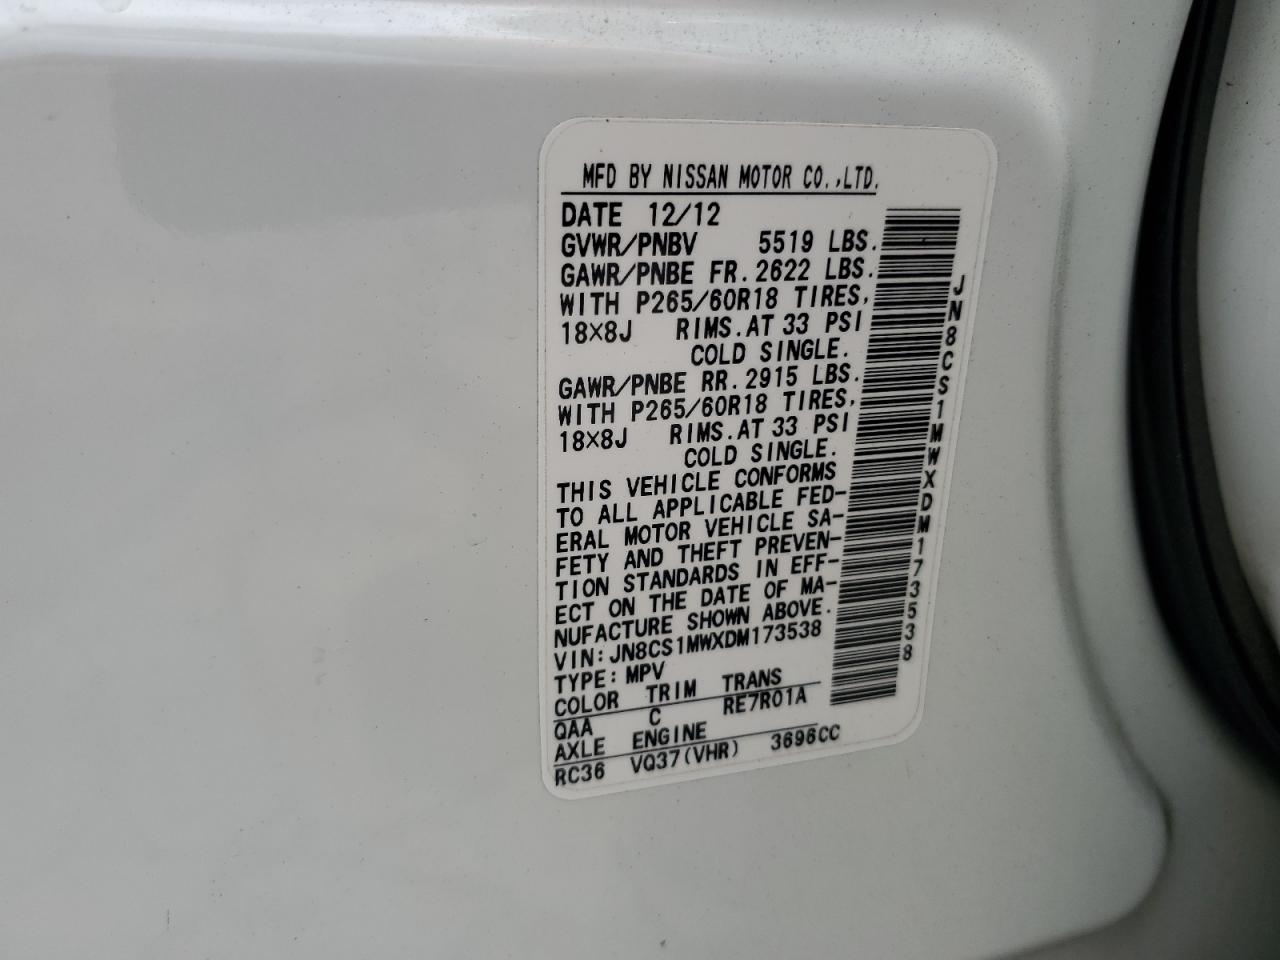 MFD BY NISSAN MOTOR CO.,LTD.
DATE 12/12
GVWR/PNBV 5519 LBS.
GAWR/PNBE FR. 2622 LBS.
WITH P265/60R18 TIRES,
18×8J RIMS. AT 33 PSI
COLD SINGLE.
GAWR/PNBE RR. 2915 LBS.
WITH P265/60R18 TIRES,
18×8J RIMS. AT 33 PSI
COLD SINGLE.
THIS VEHICLE CONFORMS
TO ALL APPLICABLE FED-
ERAL MOTOR VEHICLE SA-
FETY AND THEFT PREVEN-
TION STANDARDS IN EFF-
ECT ON THE DATE OF MA-
NUFACTURE SHOWN ABOVE.
VIN: JN8CS1MWXDM173538
TYPE: MPV
COLOR TRIM TRANS
QAA C RE7R01A
AXLE ENGINE
RC36 VQ37(VHR) 3696CC
JN8CS1MWXDM173538